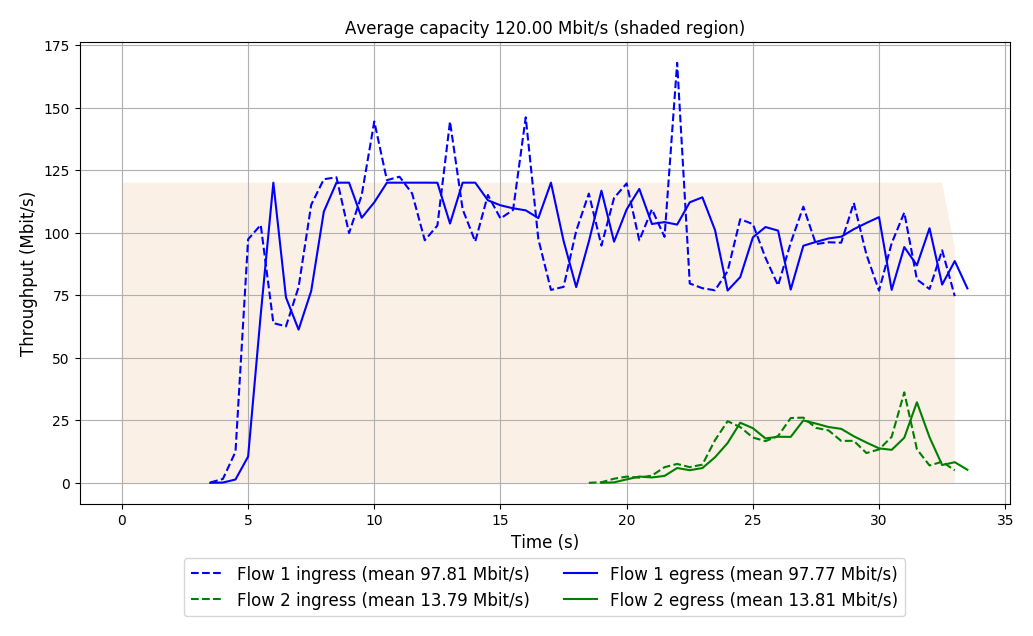 Average capacity 120.00 Mbit/s (shaded region)
175
150
125
100
75
50
25
0
Throughput (Mbit/s)
0 5 10 15 20 25 30 35
Time (s)
Flow 1 ingress (mean 97.81 Mbit/s) Flow 1 egress (mean 97.77 Mbit/s)
Flow 2 ingress (mean 13.79 Mbit/s) Flow 2 egress (mean 13.81 Mbit/s)